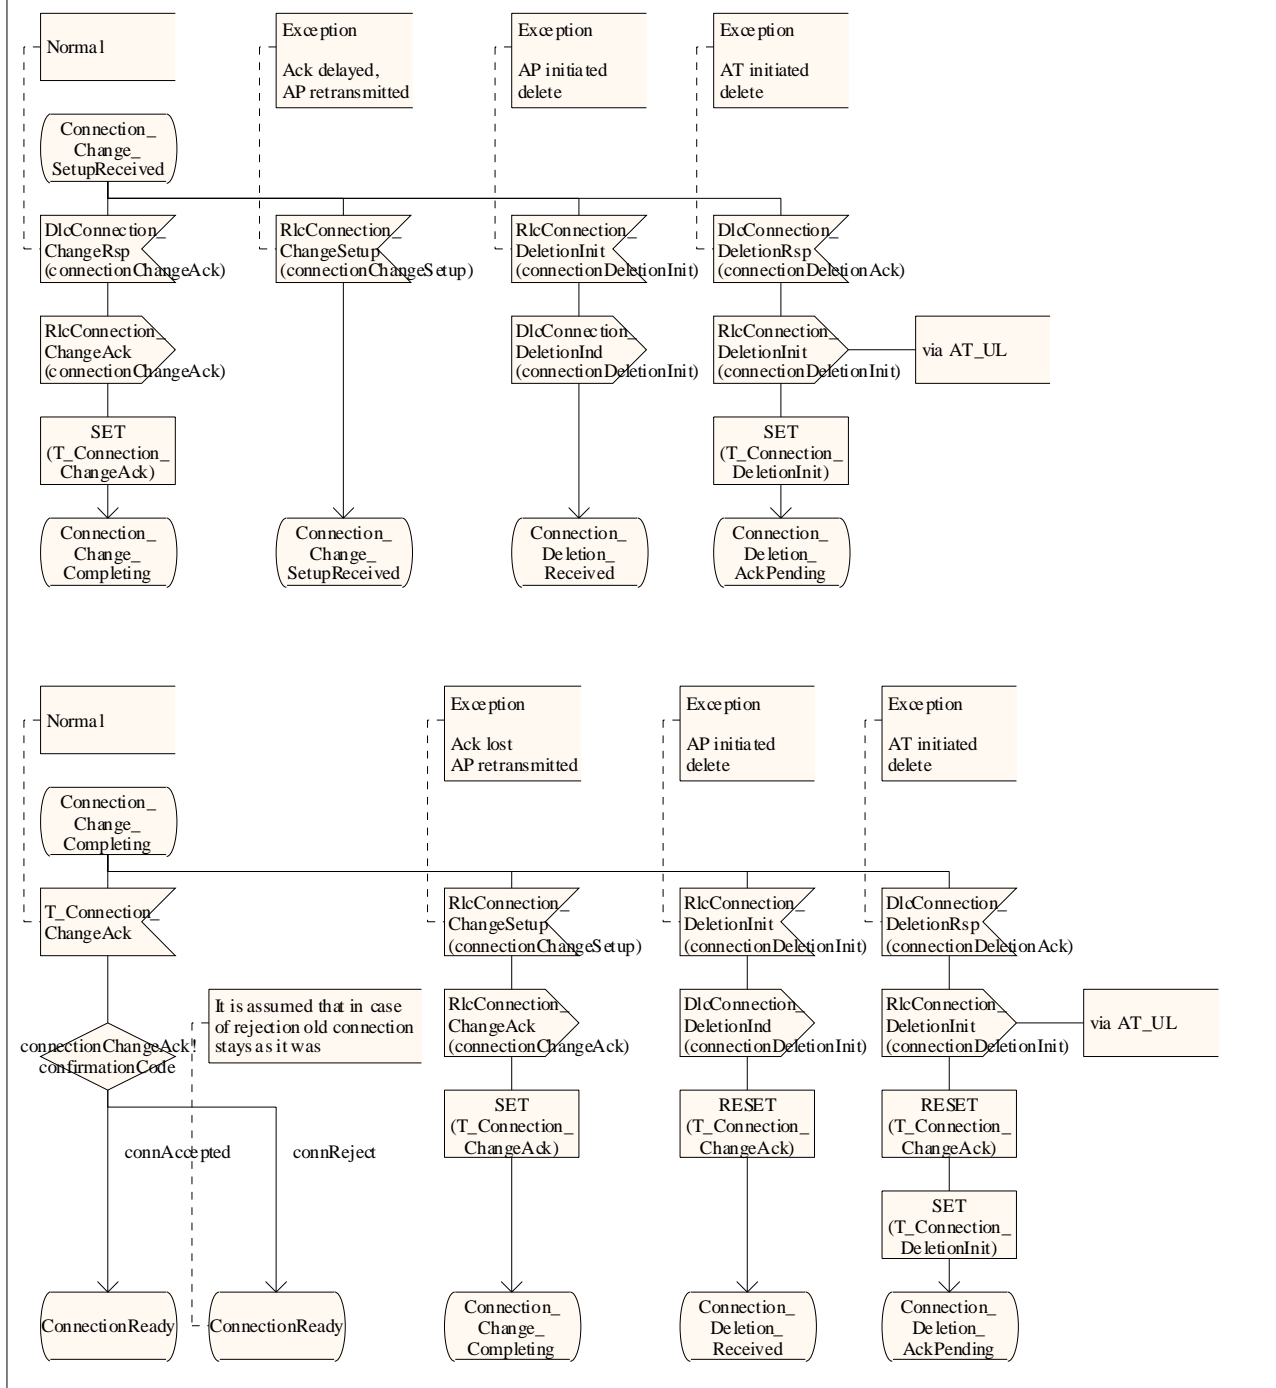 Normal
Exception
Ack delayed,
AP retransmitted
Exception
AP initiated
delete
Exception
AT initiated
delete
Connection_
Change_
SetupReceived
DlcConnection_
ChangeRsp
(connectionChangeAck)
RlcConnection_
ChangeSetup
(connectionChangeSetup)
RlcConnection_
DeletionInit
(connectionDeletionInit)
DlcConnection_
DeletionRsp
(connectionDeletionAck)
RlcConnection_
ChangeAck
(connectionChangeAck)
DlcConnection_
DeletionInd
(connectionDeletionInit)
RlcConnection_
DeletionInit
(connectionDeletionInit)
via AT_UL
SET
(T_Connection_
ChangeAck)
SET
(T_Connection_
DeletionInit)
Connection_
Change_
Completing
Connection_
Change_
SetupReceived
Connection_
Deletion_
Received
Connection_
Deletion_
AckPending
Normal
Exception
Ack lost
AP retransmitted
Exception
AP initiated
delete
Exception
AT initiated
delete
Connection_
Change_
Completing
T_Connection_
ChangeAck
RlcConnection_
ChangeSetup
(connectionChangeSetup)
RlcConnection_
DeletionInit
(connectionDeletionInit)
DlcConnection_
DeletionRsp
(connectionDeletionAck)
It is assumed that in case
of rejection old connection
stays as it was
connectionChangeAck!
confirmationCode
RlcConnection_
ChangeAck
(connectionChangeAck)
DlcConnection_
DeletionInd
(connectionDeletionInit)
RlcConnection_
DeletionInit
(connectionDeletionInit)
via AT_UL
connAccepted
connReject
SET
(T_Connection_
ChangeAck)
RESET
(T_Connection_
ChangeAck)
RESET
(T_Connection_
ChangeAck)
SET
(T_Connection_
DeletionInit)
ConnectionReady
ConnectionReady
Connection_
Change_
Completing
Connection_
Deletion_
Received
Connection_
Deletion_
AckPending